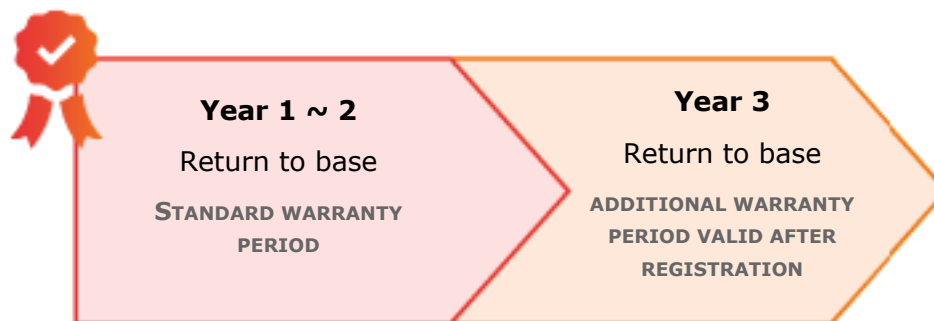 Year 1 ~ 2
Return to base
STANDARD WARRANTY
PERIOD
Year 3
Return to base
ADDITIONAL WARRANTY
PERIOD VALID AFTER
REGISTRATION